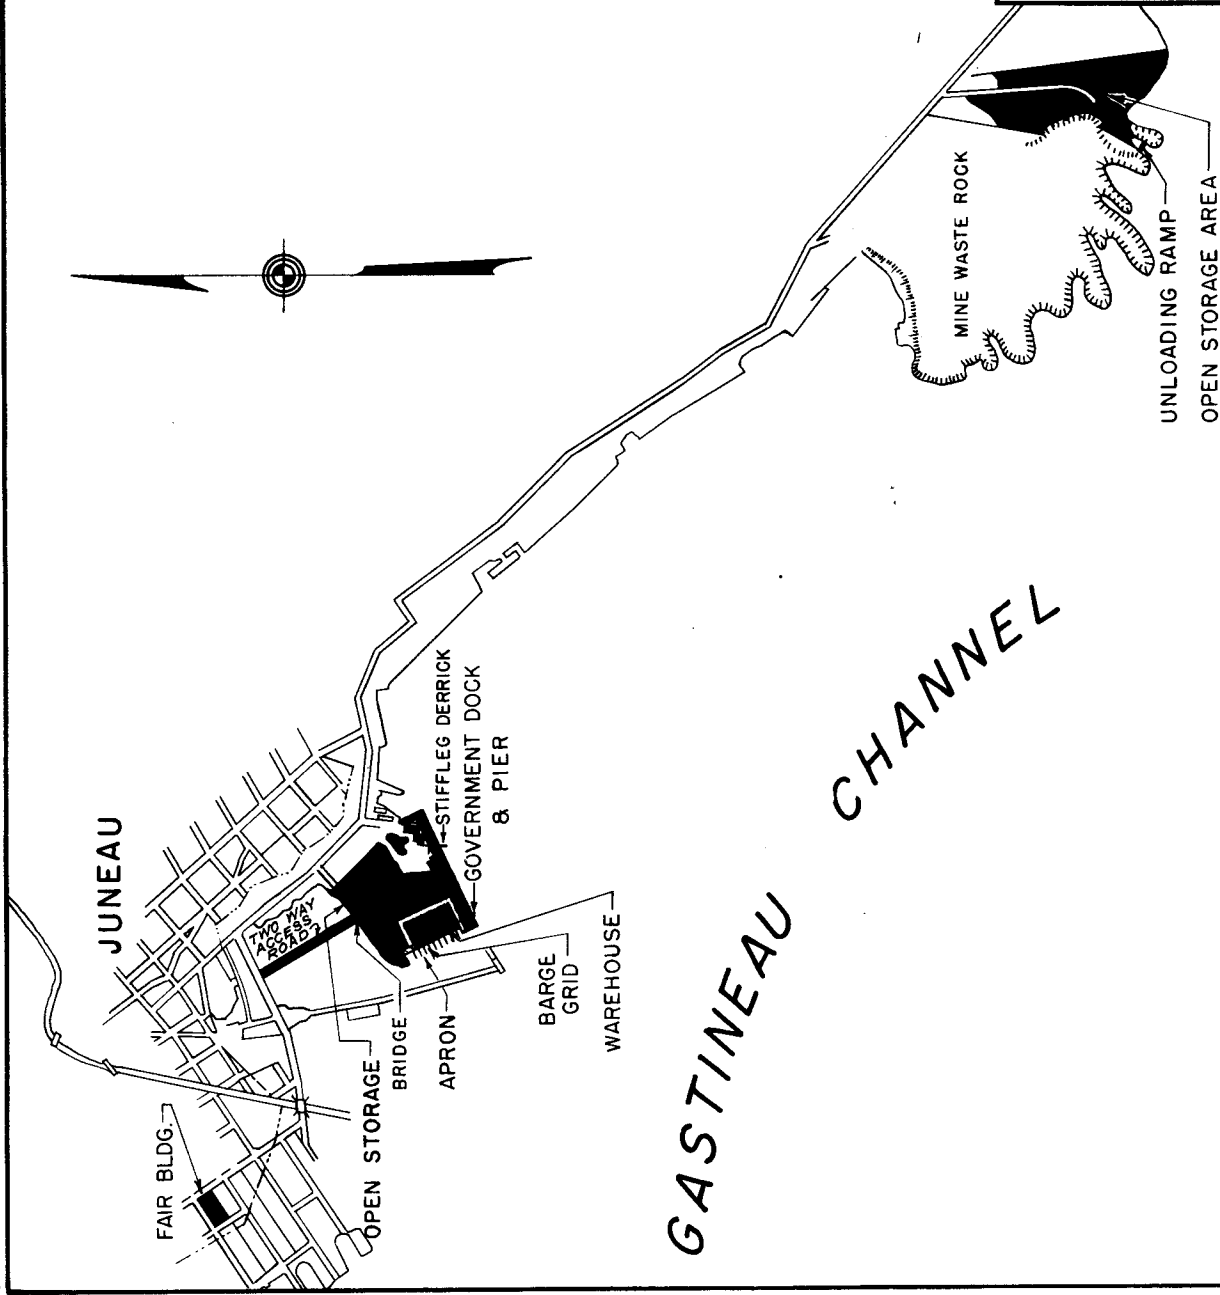 JUNEAU
FAIR BLDG.
TWO WAY
ACCESS
ROAD
OPEN STORAGE
BRIDGE
APRON
STIFFLEG DERRICK
GOVERNMENT DOCK
& PIER
BARGE
GRID
WAREHOUSE
GASTINEAU CHANNEL
MINE WASTE ROCK
UNLOADING RAMP
OPEN STORAGE AREA